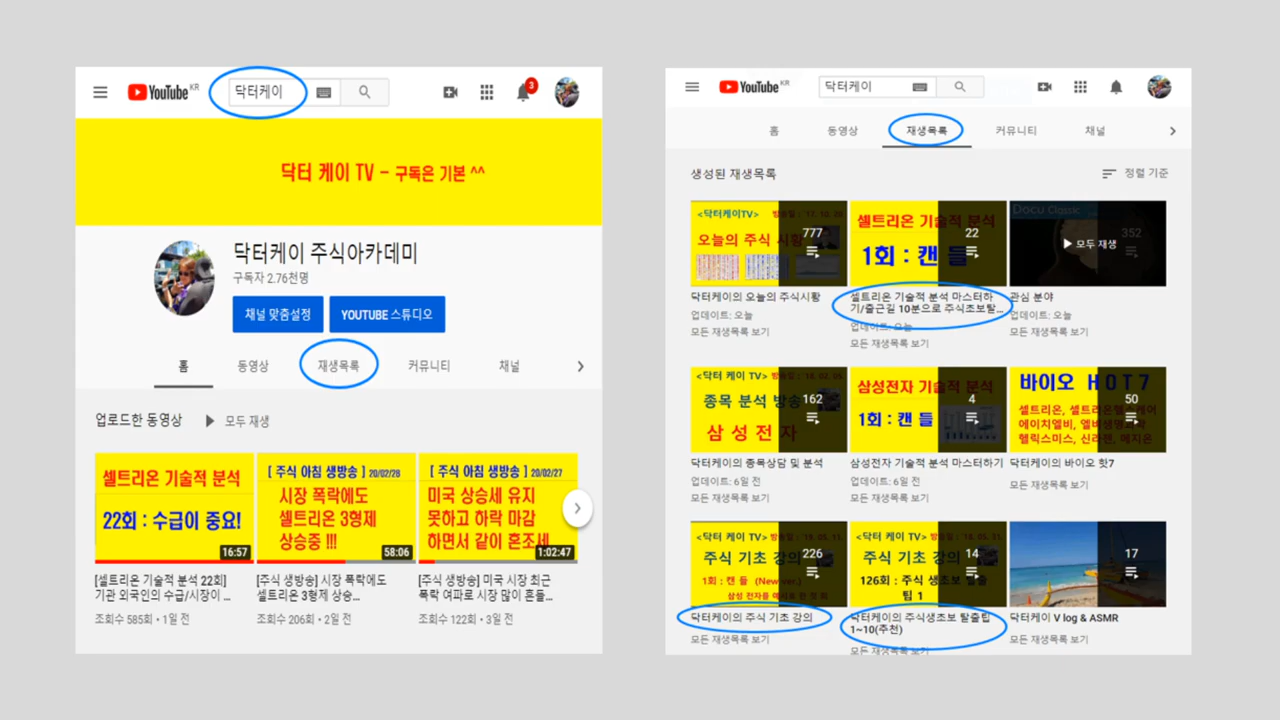 YouTube KR
닥터케이
3
닥터 케이 TV - 구독은 기본 ^^
닥터케이 주식아카데미
구독자 2.76천명
채널 맞춤설정
YOUTUBE 스튜디오
홈 동영상 재생목록 커뮤니티 채널
업로드한 동영상 모두 재생
셀트리온 기술적 분석
22회 : 수급이 중요!
16:57
[셀트리온 기술적 분석 22회]
기관 외국인의 수급/시장이 ...
조회수 585회 • 1일 전
[ 주식 아침 생방송 ] 20/02/28
시장 폭락에도
셀트리온 3형제
상승중 !!!
58:06
[주식 생방송] 시장 폭락에도
셀트리온 3형제 상승...
조회수 206회 • 2일 전
[ 주식 아침 생방송 ] 20/02/27
미국 상승세 유지
못하고 하락 마감
하면서 같이 혼조세
1:02:47
[주식 생방송] 미국 시장 최근
폭락 여파로 시장 많이 흔들...
조회수 122회 • 3일 전
YouTube KR
닥터케이
홈 동영상 재생목록 커뮤니티 채널
생성된 재생목록
정렬 기준
<닥터케이TV>
오늘의 주식 시황
777
닥터케이의 오늘의 주식시황
업데이트: 오늘
모든 재생목록 보기
셀트리온 기술적 분석
1회 : 캔 들
22
셀트리온 기술적 분석 마스터하
기/출근길 10분으로 주식초보탈...
업데이트: 오늘
모든 재생목록 보기
Docu Classic
352
모두 재생
관심 분야
업데이트: 오늘
모든 재생목록 보기
<닥터 케이 TV>
종목 분석 방송
삼 성 전 자
162
닥터케이의 종목상담 및 분석
업데이트: 6일 전
모든 재생목록 보기
삼성전자 기술적 분석
1회 : 캔 들
4
삼성전자 기술적 분석 마스터하기
업데이트: 6일 전
모든 재생목록 보기
바이오 HOT7
셀트리온, 셀트리온헬스케어
에이치엘비, 엘비생명과학
헬릭스미스, 신라젠, 메지온
50
닥터케이의 바이오 핫7
모든 재생목록 보기
<닥터 케이 TV>
주식 기초 강의
1회 : 캔 들 (New ver.)
삼성 전자를 예시로 한 첫 회
226
닥터케이의 주식 기초 강의
모든 재생목록 보기
<닥터 케이 TV>
주식 기초 강의
126회 : 주식 생초보 탈출
팁 1
14
닥터케이의 주식생초보 탈출팁
1~10(추천)
모든 재생목록 보기
17
닥터케이 V log & ASMR
모든 재생목록 보기